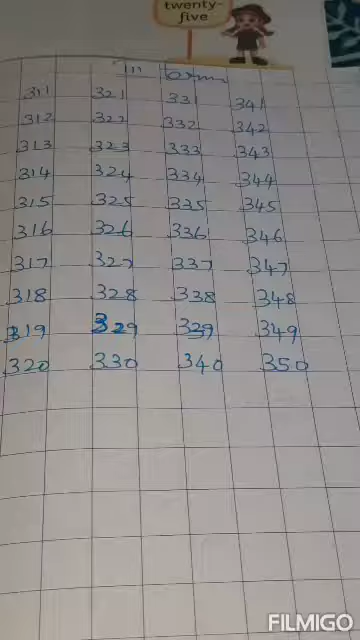 twenty-
five
311 321 331 341
312 322 332 342
313 323 333 343
314 324 334 344
315 325 335 345
316 326 336 346
317 327 337 347
318 328 338 348
319 329 339 349
320 330 340 350
FILMIGO